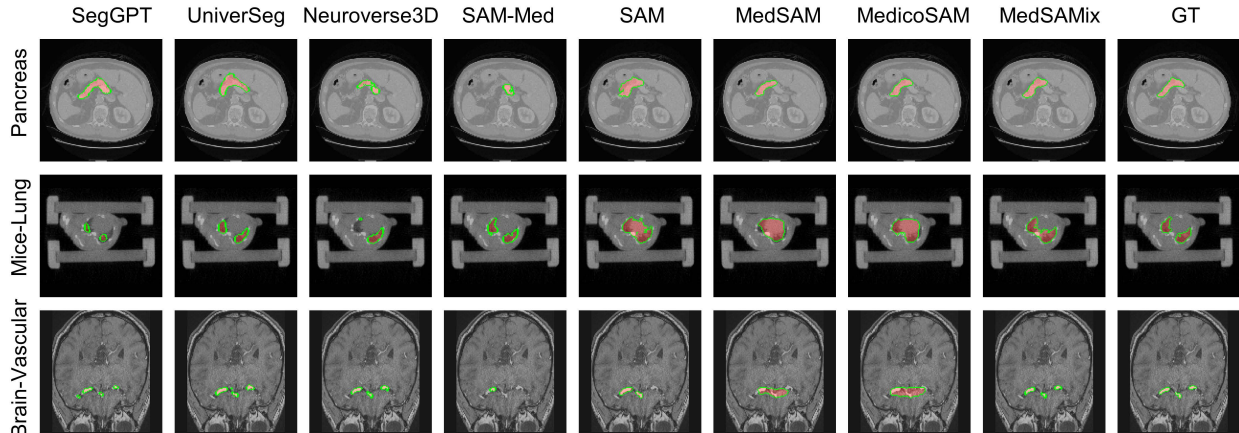 SegGPT UniverSeg Neuroverse3D SAM-Med SAM MedSAM MedicoSAM MedSAMix GT
Pancreas
Mice-Lung
Brain-Vascular